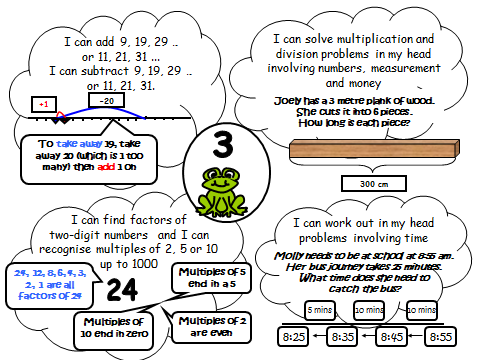 I can add 9, 19, 29 ..
or 11, 21, 31 ...
I can subtract 9, 19, 29 ..
or 11, 21, 31.
+1
-20
To take away 19, take
away 20 (which is 1 too
many) then add 1 on
I can solve multiplication and
division problems in my head
involving numbers, measurement
and money
Joely has a 3 metre plank of wood.
She cuts it into 6 pieces.
How long is each piece?
300 cm
3
I can find factors of
two-digit numbers and I can
recognise multiples of 2, 5 or 10
up to 1000
24, 12, 8, 6, 4, 3,
2, 1 are all
factors of 24
24
Multiples of 5
end in a 5
Multiples of
10 end in zero
Multiples of 2
are even
I can work out in my head
problems involving time
Molly needs to be at school at 8:55 am.
Her bus journey takes 25 minutes.
What time does she need to
catch the bus?
5 mins
10 mins
10 mins
8:25
8:35
8:45
8:55